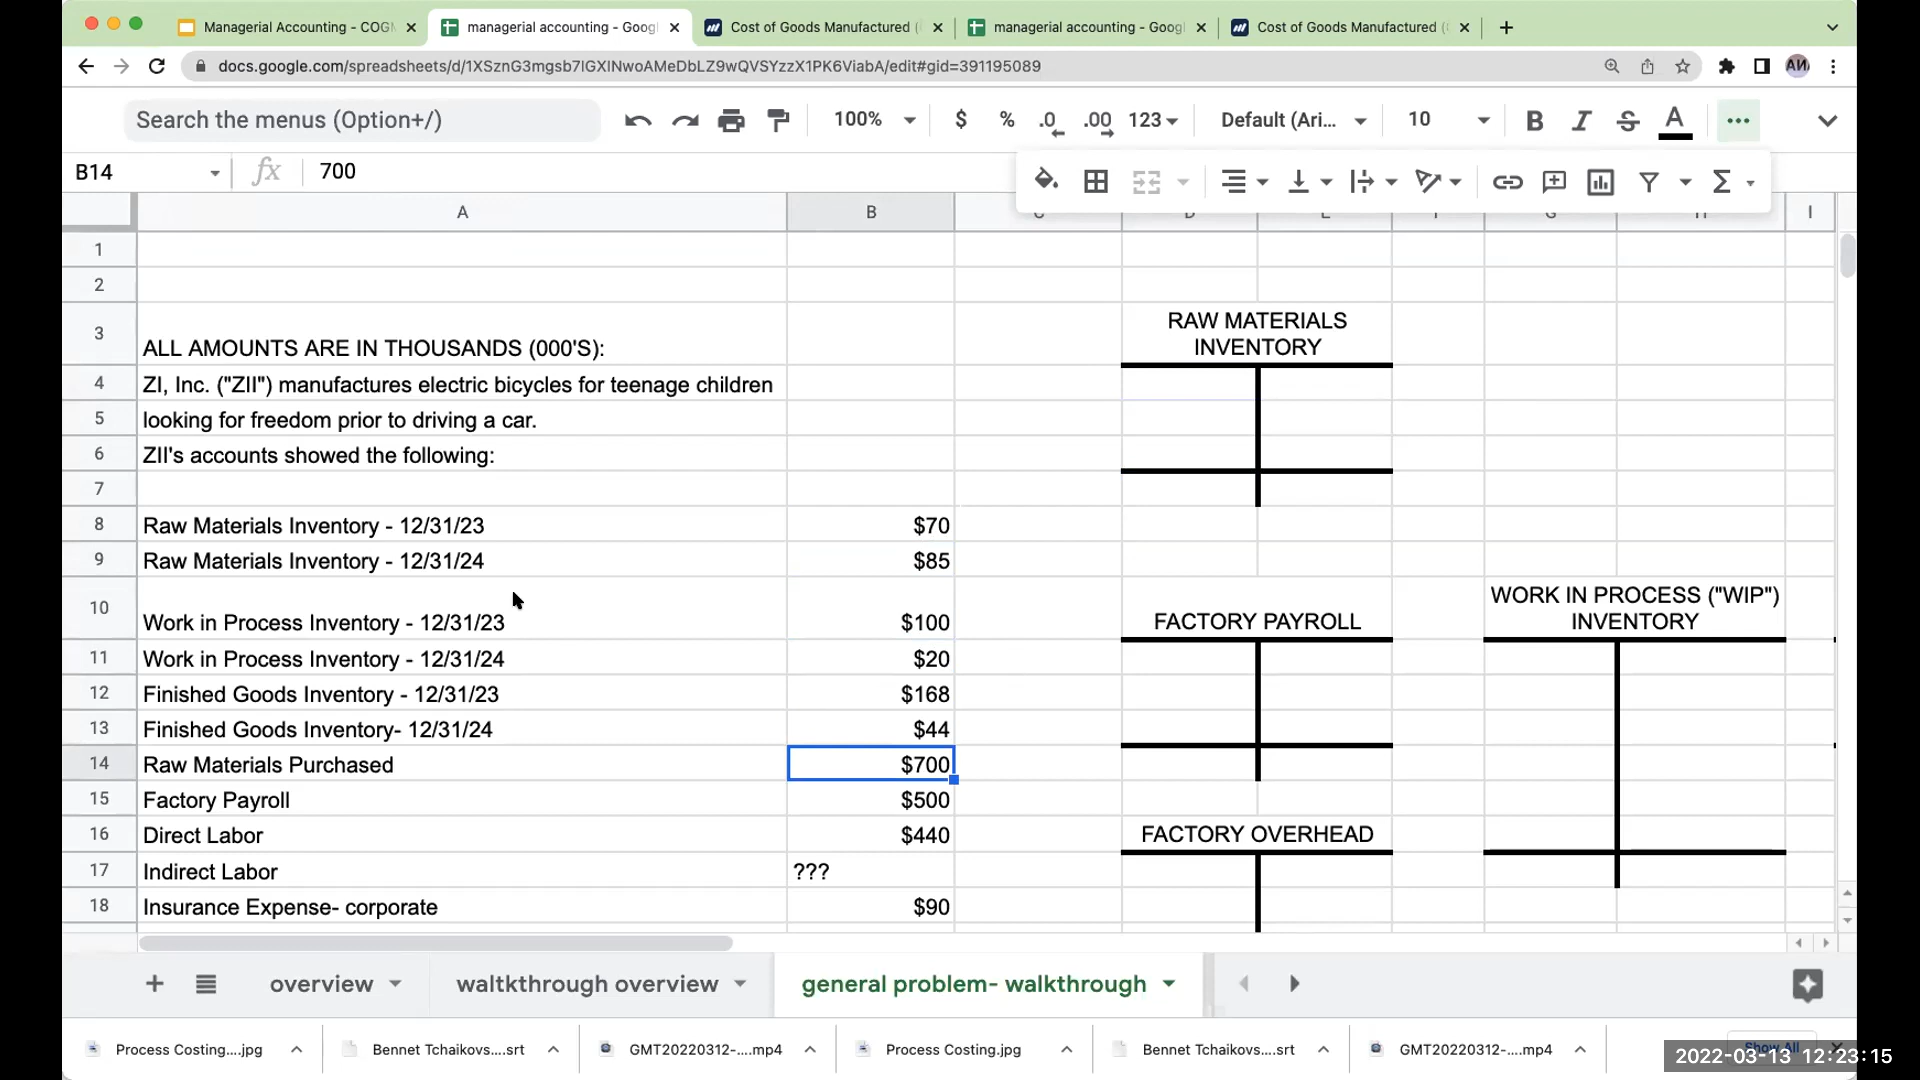 Managerial Accounting - COGM
managerial accounting - Googl
Cost of Goods Manufactured (
managerial accounting - Googl
Cost of Goods Manufactured (
docs.google.com/spreadsheets/d/1XSznG3mgsb7lGXlNwoAMeDbLZ9wQVSYzzX1PK6ViabA/edit#gid=391195089
Search the menus (Option+/)
100%
$ % .0 .00 123
Default (Ari...
10
B I S A
B14
fx
700
A B C D E F G H I
1
2
3 ALL AMOUNTS ARE IN THOUSANDS (000'S):
RAW MATERIALS
INVENTORY
4 ZI, Inc. ("ZII") manufactures electric bicycles for teenage children
5 looking for freedom prior to driving a car.
6 ZII's accounts showed the following:
7
8 Raw Materials Inventory - 12/31/23 $70
9 Raw Materials Inventory - 12/31/24 $85
10 Work in Process Inventory - 12/31/23 $100
FACTORY PAYROLL
WORK IN PROCESS ("WIP")
INVENTORY
11 Work in Process Inventory - 12/31/24 $20
12 Finished Goods Inventory - 12/31/23 $168
13 Finished Goods Inventory- 12/31/24 $44
14 Raw Materials Purchased $700
15 Factory Payroll $500
16 Direct Labor $440
FACTORY OVERHEAD
17 Indirect Labor ???
18 Insurance Expense- corporate $90
overview
waltkthrough overview
general problem- walkthrough
Process Costing....jpg
Bennet Tchaikovs....srt
GMT20220312-....mp4
Process Costing.jpg
Bennet Tchaikovs....srt
GMT20220312-....mp4
Show All
2022-03-13 12:23:15